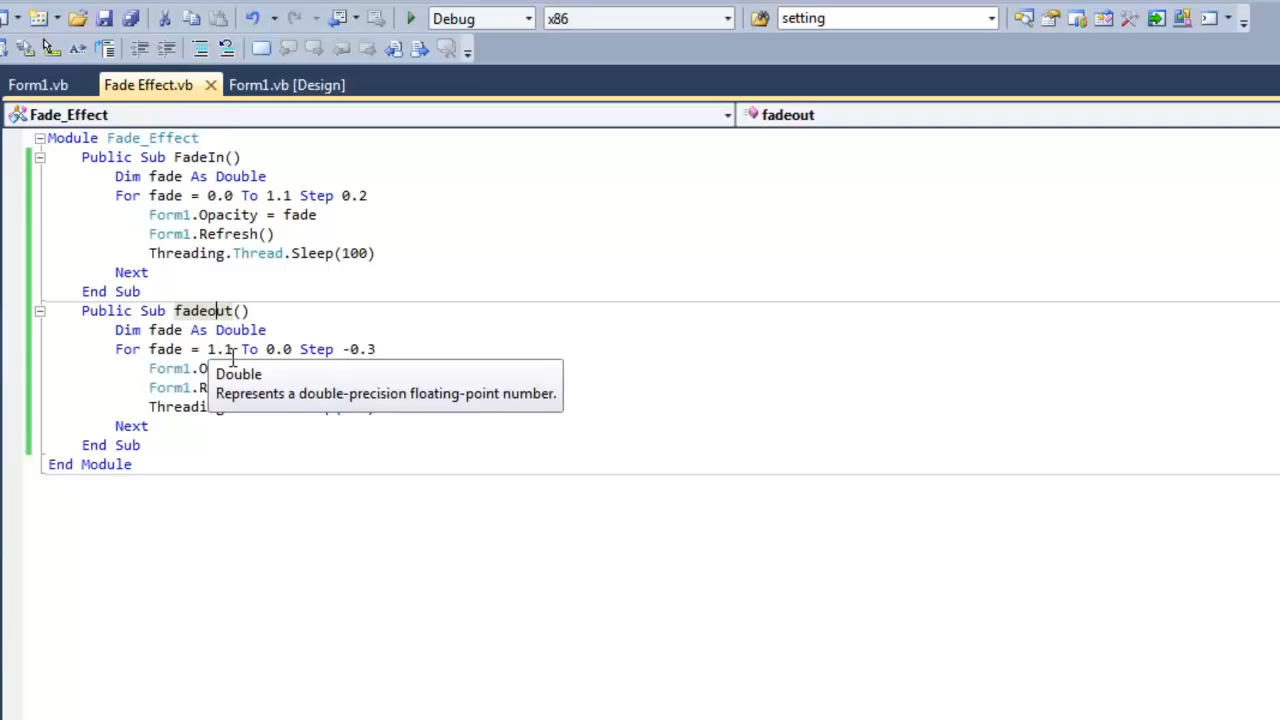 Debug x86 setting
Form1.vb Fade Effect.vb Form1.vb [Design]
Fade_Effect fadeout
Module Fade_Effect
Public Sub FadeIn()
Dim fade As Double
For fade = 0.0 To 1.1 Step 0.2
Form1.Opacity = fade
Form1.Refresh()
Threading.Thread.Sleep(100)
Next
End Sub
Public Sub fadeout()
Dim fade As Double
For fade = 1.1 To 0.0 Step -0.3
Form1.O
Double
Form1.R
Represents a double-precision floating-point number.
Threading
Next
End Sub
End Module